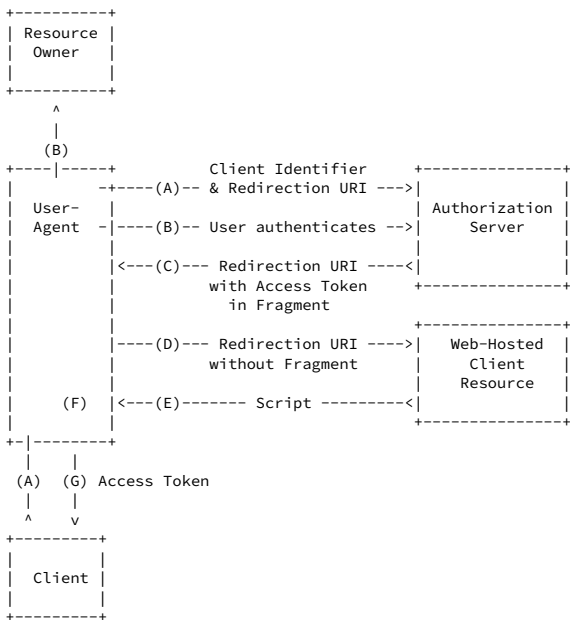 +----------+
| Resource |
|  Owner   |
|          |
+----------+
     ^
     |
    (B)
+----|-----+          Client Identifier     +---------------+
|         -+----(A)-- & Redirection URI --->|               |
|  User-   |                                | Authorization |
|  Agent  -|----(B)-- User authenticates -->|     Server    |
|          |                                |               |
|          |<---(C)--- Redirection URI ----<|               |
|          |          with Access Token     +---------------+
|          |            in Fragment
|          |                                +---------------+
|          |----(D)--- Redirection URI ---->|   Web-Hosted  |
|          |          without Fragment      |     Client    |
|          |                                |    Resource   |
|     (F)  |<---(E)------- Script ---------<|               |
|          |                                +---------------+
+-|--------+
  |    |
 (A)  (G) Access Token
  |    |
  ^    v
+---------+
|         |
|  Client |
|         |
+---------+